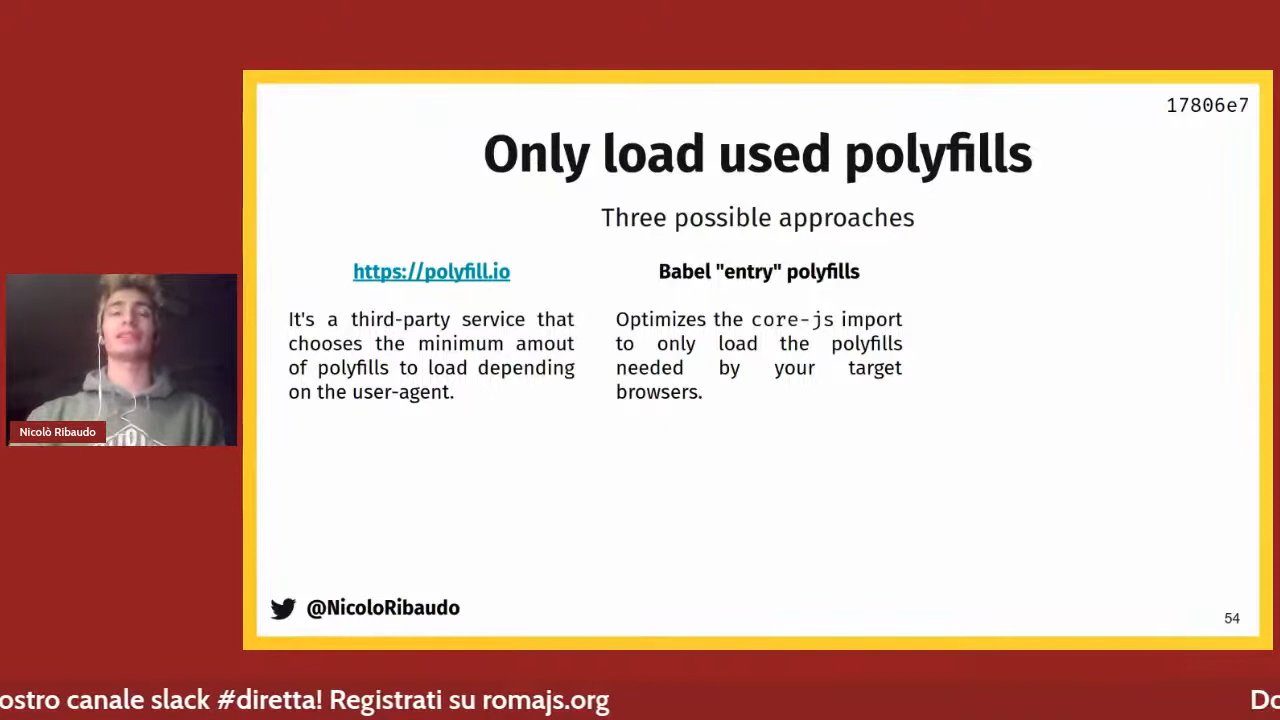 17806e7
Only load used polyfills
Three possible approaches
https://polyfill.io
It's a third-party service that
chooses the minimum amout
of polyfills to load depending
on the user-agent.
Babel "entry" polyfills
Optimizes the core-js import
to only load the polyfills
needed by your target
browsers.
Nicolò Ribaudo
@NicoloRibaudo
54
ostro canale slack #diretta! Registrati su romajs.org
Do